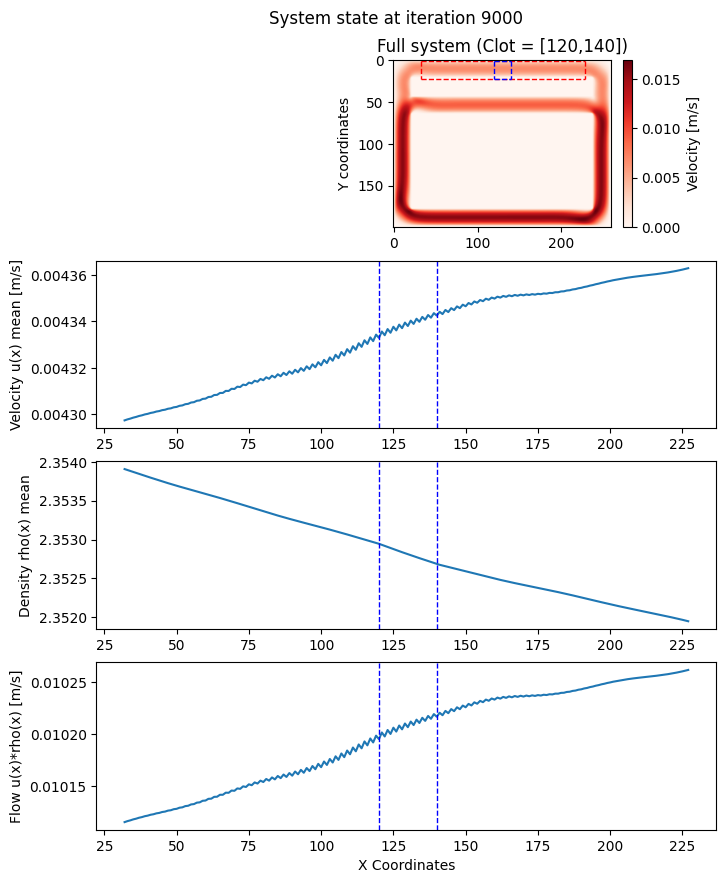 System state at iteration 9000
Full system (Clot = [120,140])
Y coordinates
0
50
100
150
0 100 200
0.015
0.010
0.005
0.000
Velocity [m/s]
Velocity u(x) mean [m/s]
0.00436
0.00434
0.00432
0.00430
25 50 75 100 125 150 175 200 225
Density rho(x) mean
2.3540
2.3535
2.3530
2.3525
2.3520
25 50 75 100 125 150 175 200 225
Flow u(x)*rho(x) [m/s]
0.01025
0.01020
0.01015
25 50 75 100 125 150 175 200 225
X Coordinates